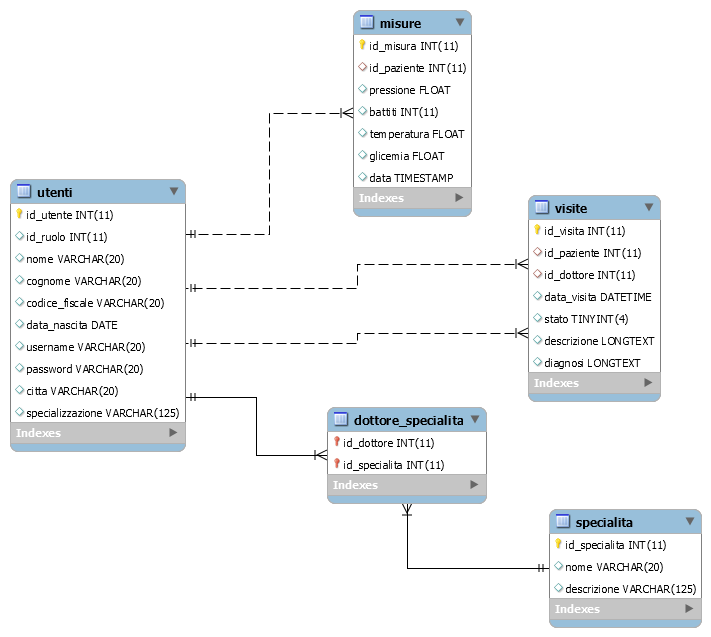 misure
id_misura INT(11)
id_paziente INT(11)
pressione FLOAT
battiti INT(11)
temperatura FLOAT
glicemia FLOAT
data TIMESTAMP
Indexes
utenti
id_utente INT(11)
id_ruolo INT(11)
nome VARCHAR(20)
cognome VARCHAR(20)
codice_fiscale VARCHAR(20)
data_nascita DATE
username VARCHAR(20)
password VARCHAR(20)
citta VARCHAR(20)
specializzazione VARCHAR(125)
Indexes
visite
id_visita INT(11)
id_paziente INT(11)
id_dottore INT(11)
data_visita DATETIME
stato TINYINT(4)
descrizione LONGTEXT
diagnosi LONGTEXT
Indexes
dottore_specialita
id_dottore INT(11)
id_specialita INT(11)
Indexes
specialita
id_specialita INT(11)
nome VARCHAR(20)
descrizione VARCHAR(125)
Indexes